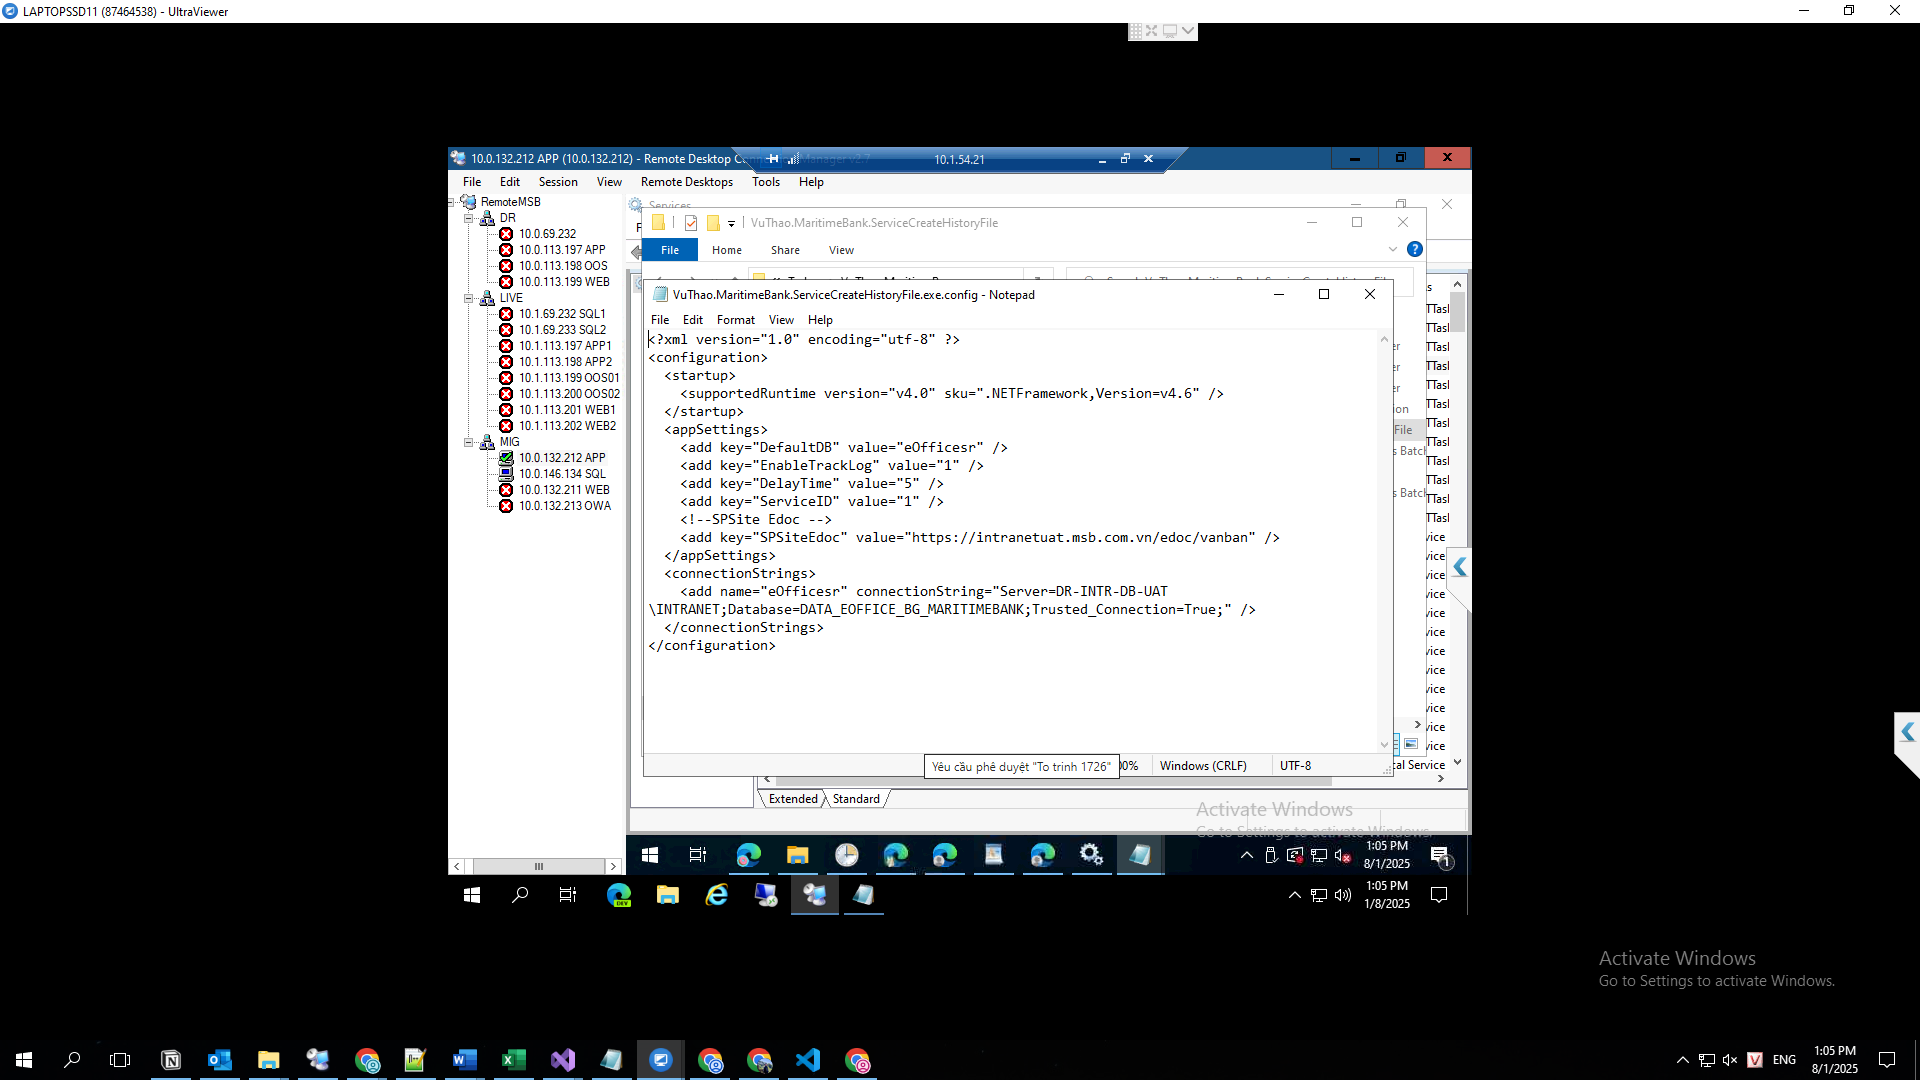 LAPTOPSSD11 (87464538) - UltraViewer
10.0.132.212 APP (10.0.132.212) - Remote Desktop Connection Manager v2.7
10.1.54.21
File Edit Session View Remote Desktops Tools Help
RemoteMSB
DR
10.0.69.232
10.0.113.197 APP
10.0.113.198 OOS
10.0.113.199 WEB
LIVE
10.1.69.232 SQL1
10.1.69.233 SQL2
10.1.113.197 APP1
10.1.113.198 APP2
10.1.113.199 OOS01
10.1.113.200 OOS02
10.1.113.201 WEB1
10.1.113.202 WEB2
MIG
10.0.132.212 APP
10.0.146.134 SQL
10.0.132.211 WEB
10.0.132.213 OWA
Services
VuThao.MaritimeBank.ServiceCreateHistoryFile
File Home Share View
VuThao.MaritimeBank.ServiceCreateHistoryFile.exe.config - Notepad
File Edit Format View Help
<?xml version="1.0" encoding="utf-8" ?>
<configuration>
<startup>
<supportedRuntime version="v4.0" sku=".NETFramework,Version=v4.6" />
</startup>
<appSettings>
<add key="DefaultDB" value="eOfficesr" />
<add key="EnableTrackLog" value="1" />
<add key="DelayTime" value="5" />
<add key="ServiceID" value="1" />
<!--SPSite Edoc -->
<add key="SPSiteEdoc" value="https://intranetuat.msb.com.vn/edoc/vanban" />
</appSettings>
<connectionStrings>
<add name="eOfficesr" connectionString="Server=DR-INTR-DB-UAT
\INTRANET;Database=DATA_EOFFICE_BG_MARITIMEBANK;Trusted_Connection=True;" />
</connectionStrings>
</configuration>
Yêu cầu phê duyệt "To trinh 1726"
00% Windows (CRLF) UTF-8
cal Service
Extended Standard
Activate Windows
Go to Settings to activate Windows.
1:05 PM
8/1/2025
1
1:05 PM
1/8/2025
DEV
Activate Windows
Go to Settings to activate Windows.
ENG
1:05 PM
8/1/2025